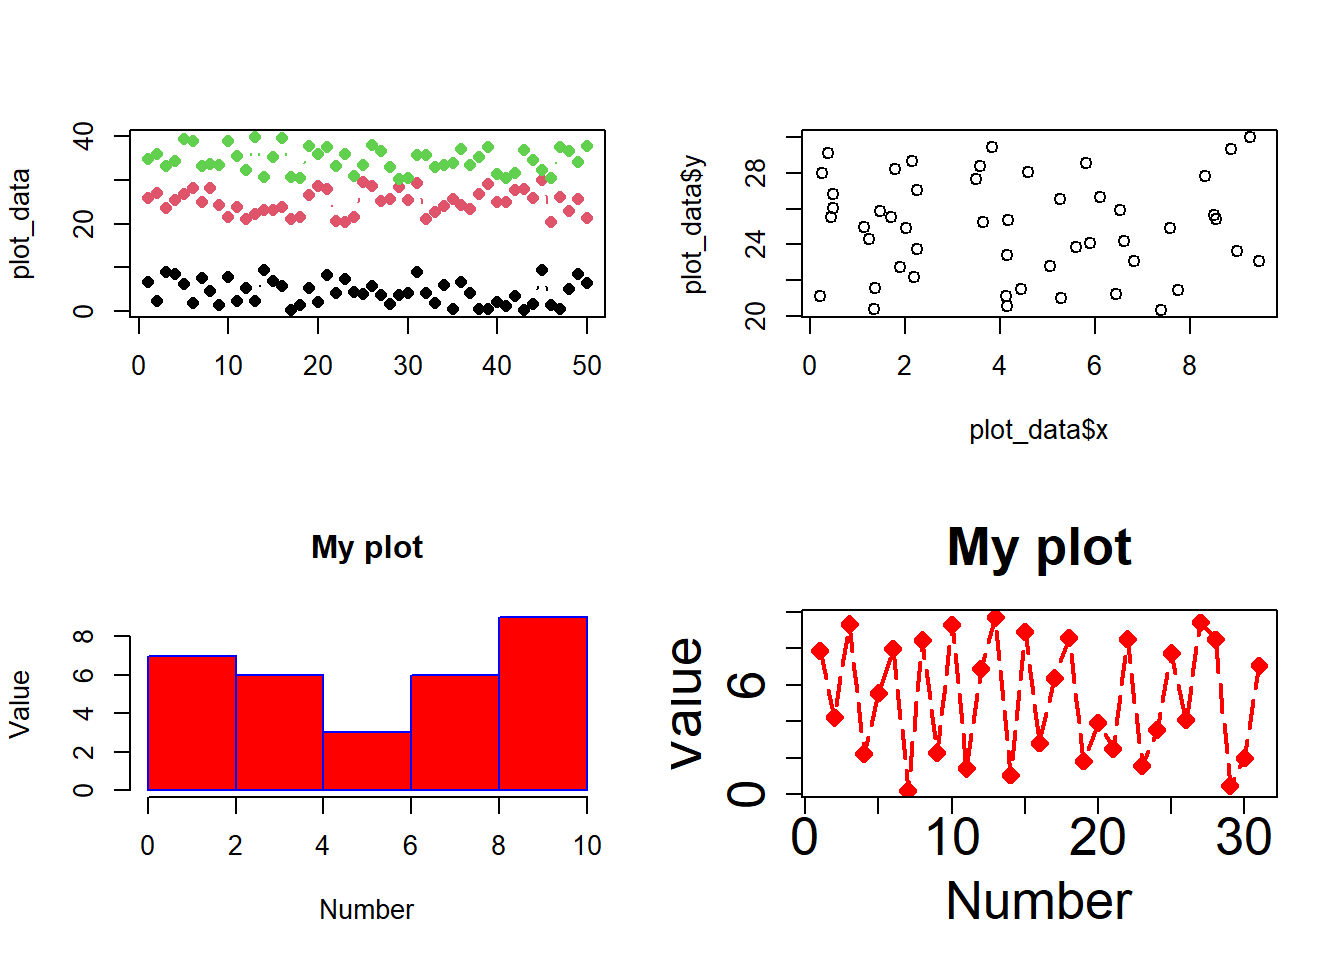 plot_data
0 20 40
0 10 20 30 40 50
plot_data$y
20 24 28
0 2 4 6 8
plot_data$x
My plot
Value
0 2 4 6 8
0 2 4 6 8 10
Number
My plot
value
0 6
0 10 20 30
Number